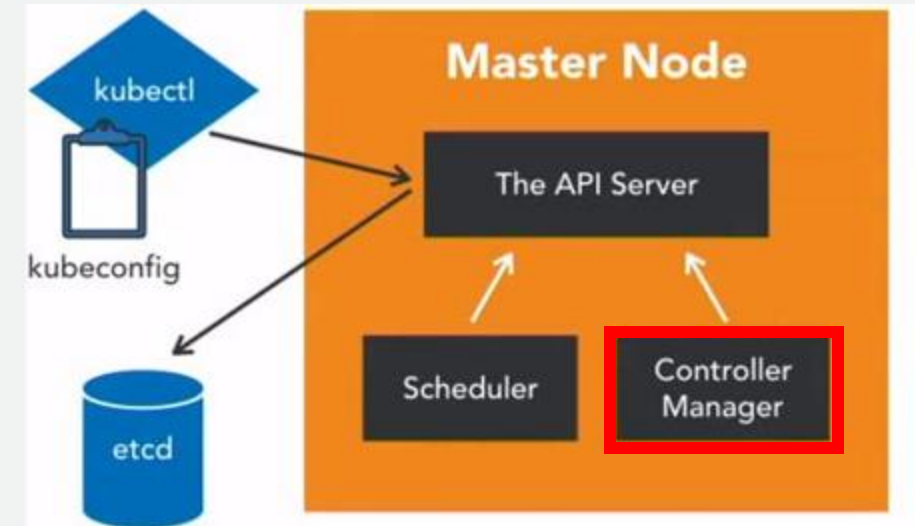 Master Node
kubectl
The API Server
kubeconfig
Scheduler
Controller
Manager
etcd